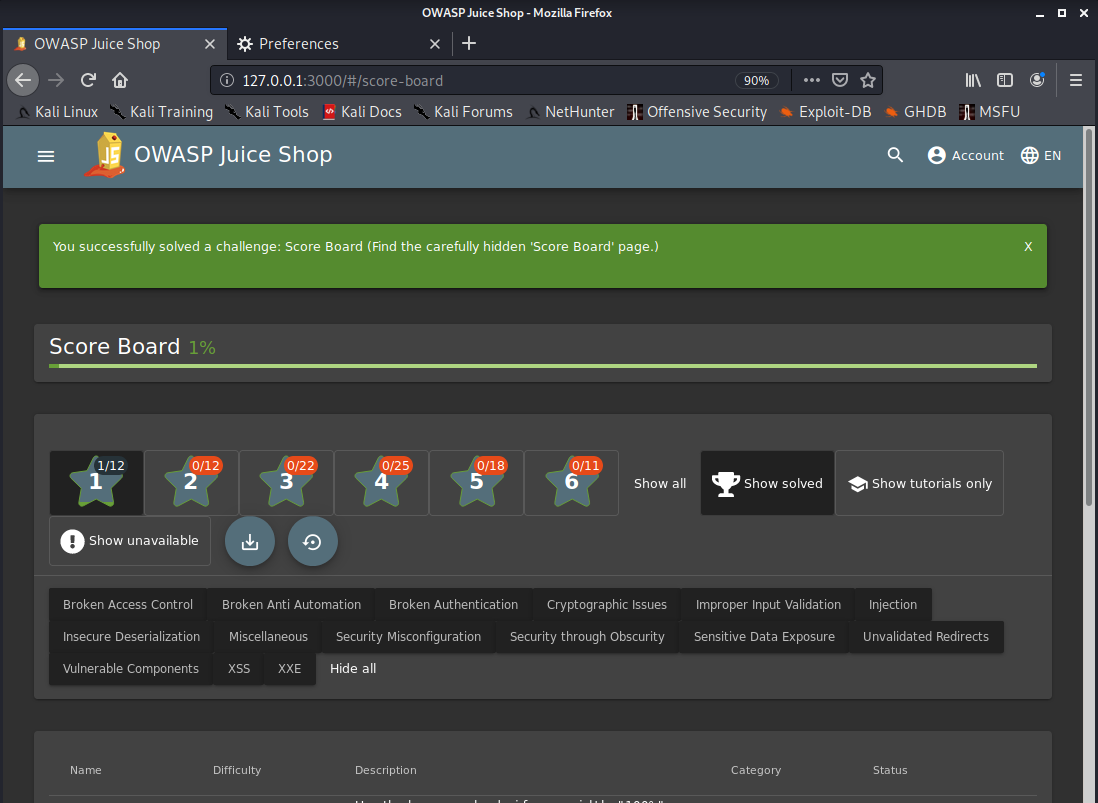 OWASP Juice Shop - Mozilla Firefox
OWASP Juice Shop Preferences
127.0.0.1:3000/#/score-board 90%
Kali Linux Kali Training Kali Tools Kali Docs Kali Forums NetHunter Offensive Security Exploit-DB GHDB MSFU
OWASP Juice Shop Account EN
You successfully solved a challenge: Score Board (Find the carefully hidden 'Score Board' page.) X
Score Board 1%
1 1/12 2 0/12 3 0/22 4 0/25 5 0/18 6 0/11 Show all Show solved Show tutorials only
Show unavailable
Broken Access Control Broken Anti Automation Broken Authentication Cryptographic Issues Improper Input Validation Injection
Insecure Deserialization Miscellaneous Security Misconfiguration Security through Obscurity Sensitive Data Exposure Unvalidated Redirects
Vulnerable Components XSS XXE Hide all
Name Difficulty Description Category Status